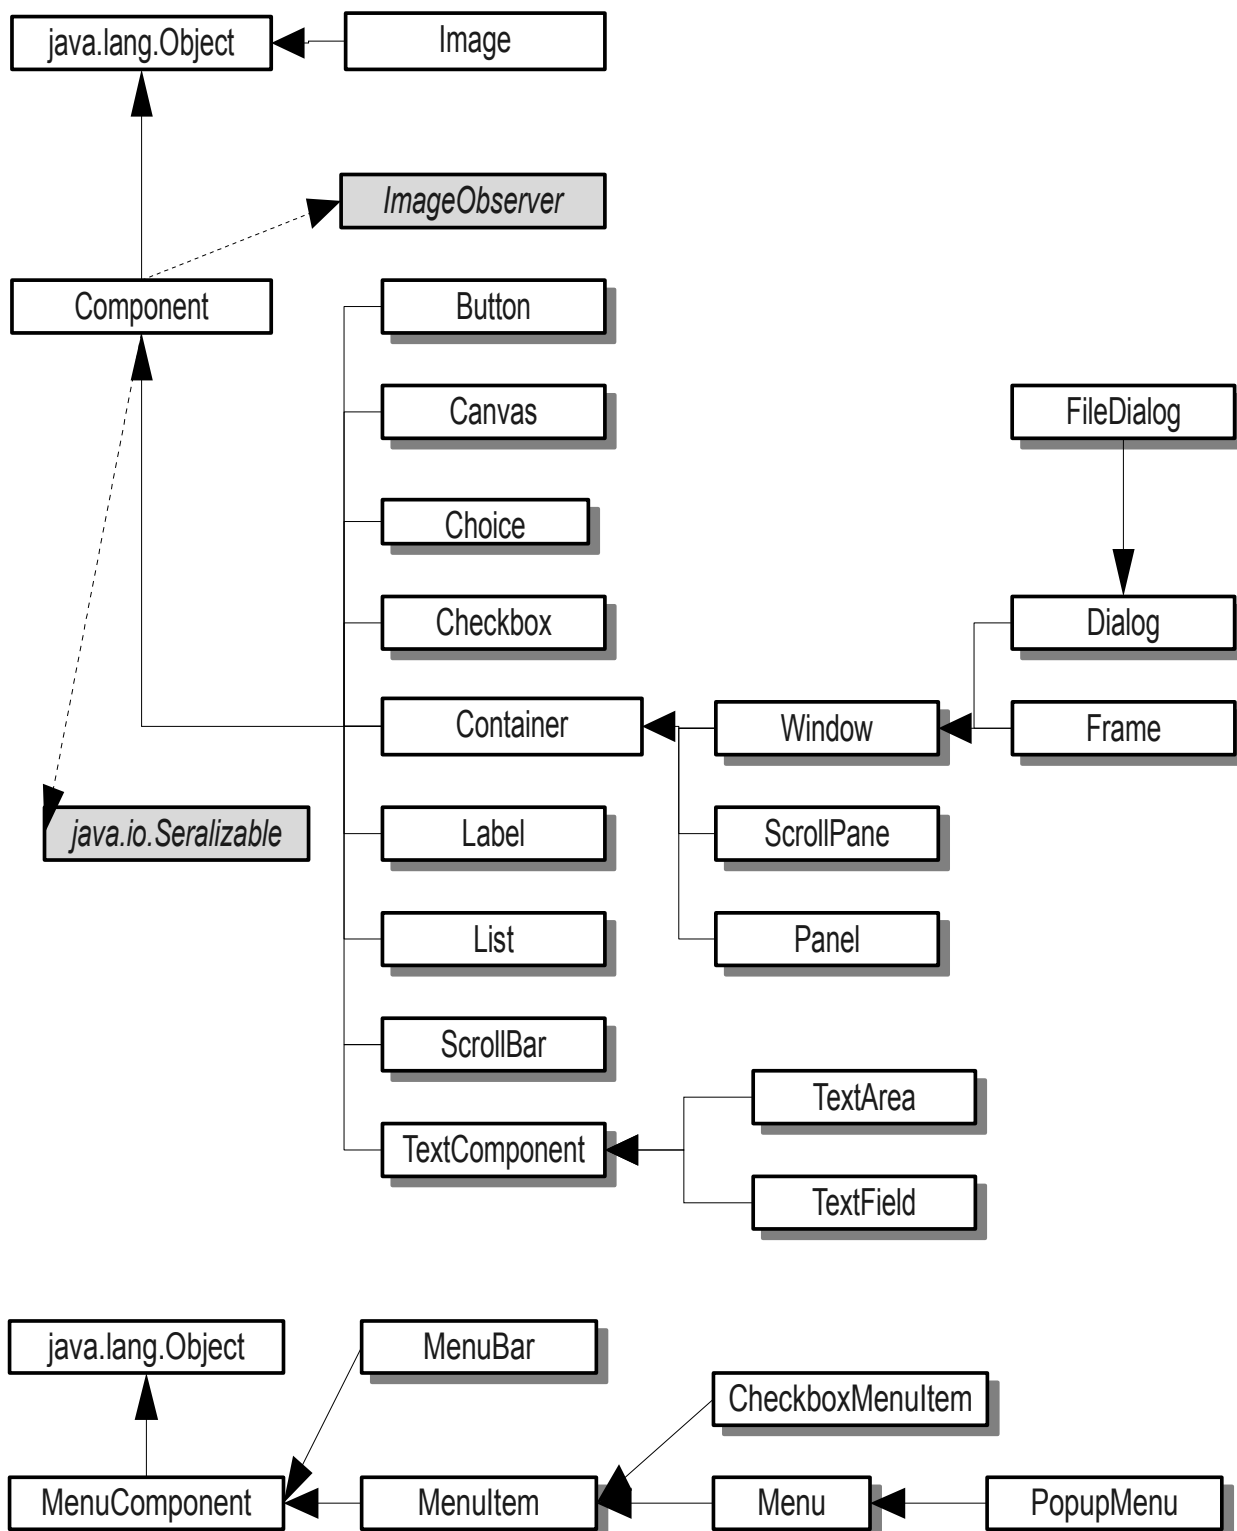 java.lang.Object
Image
ImageObserver
Component
Button
Canvas
FileDialog
Choice
Checkbox
Dialog
Container
Window
Frame
java.io.Seralizable
Label
ScrollPane
List
Panel
ScrollBar
TextArea
TextComponent
TextField
java.lang.Object
MenuBar
CheckboxMenuItem
MenuComponent
MenuItem
Menu
PopupMenu